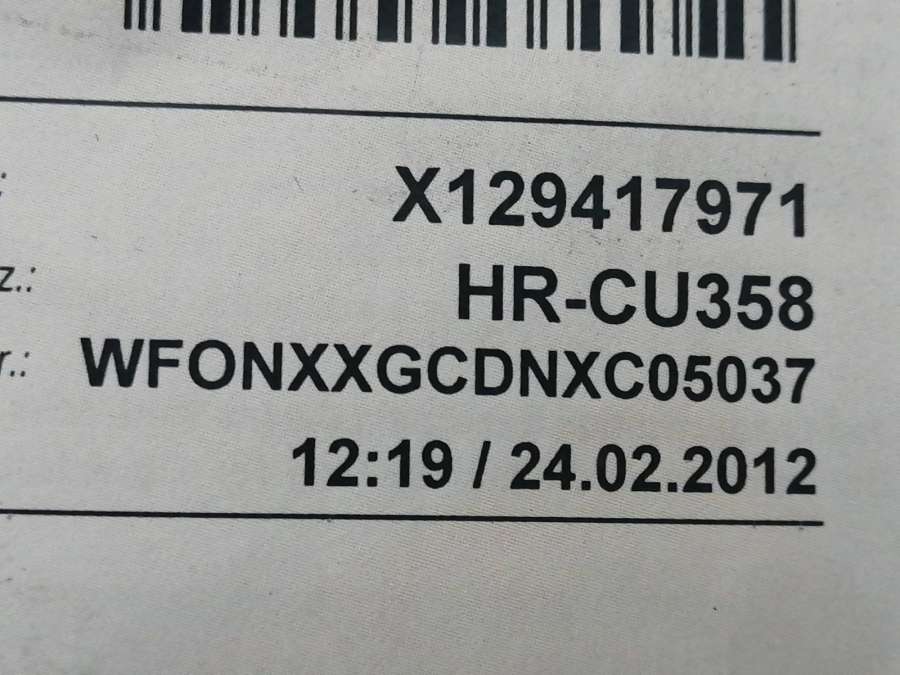 X129417971
z.:
HR-CU358
r.:
WFONXXGCDNXC05037
12:19 / 24.02.2012